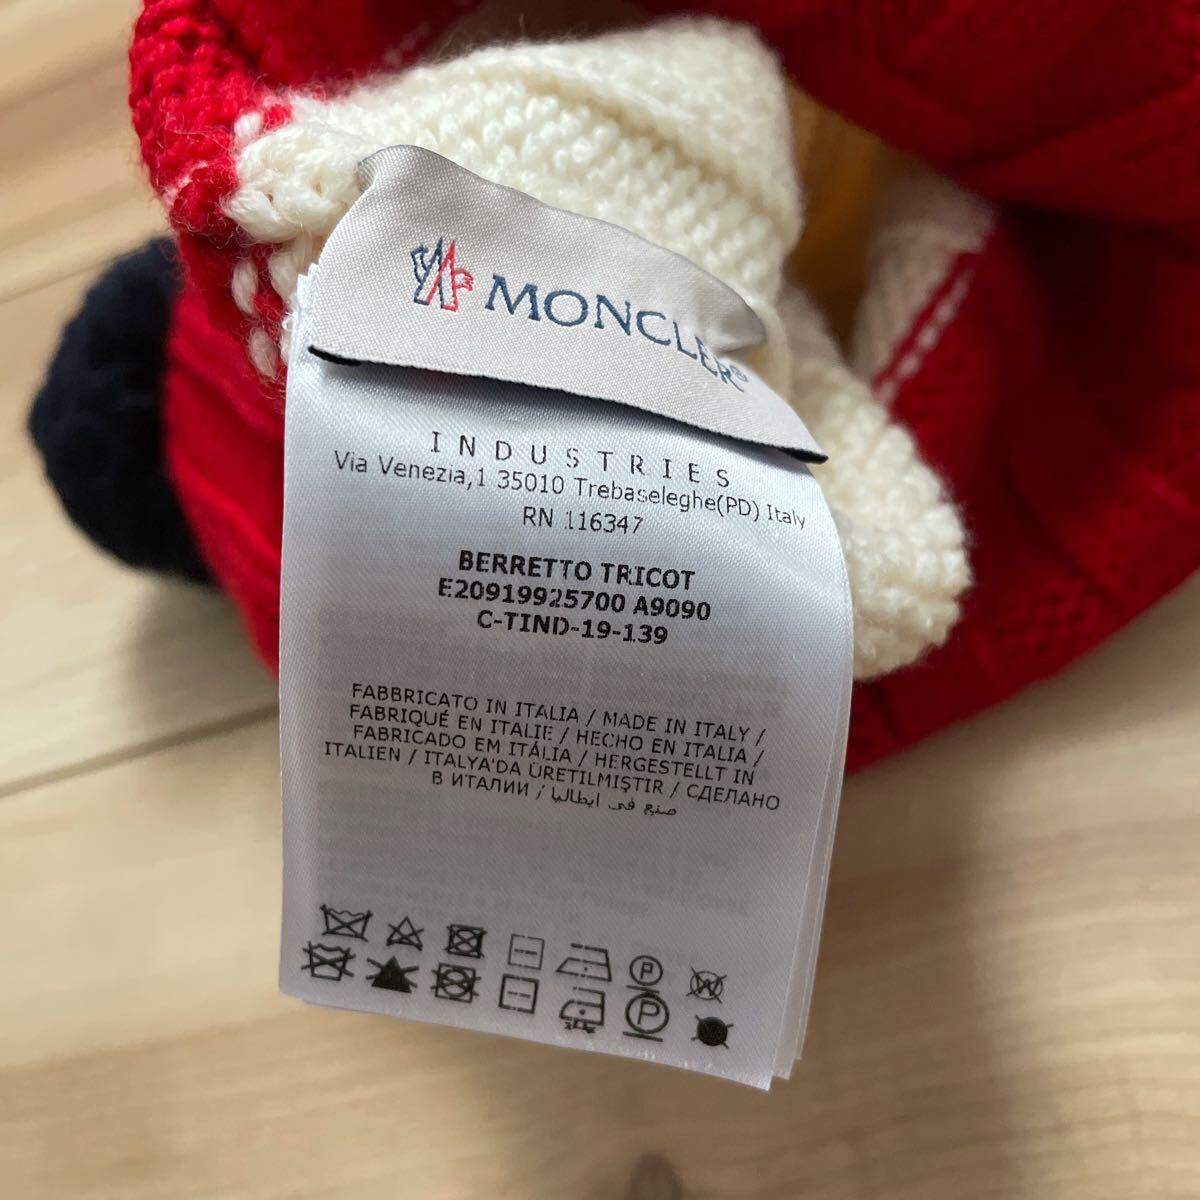 MONCLER®
INDUSTRIES
Via Venezia,1 35010 Trebaseleghe(PD) Italy
RN 116347
BERRETTO TRICOT
E20919925700 A9090
C-TIND-19-139
FABBRICATO IN ITALIA / MADE IN ITALY /
FABRIQUÉ EN ITALIE / HECHO EN ITALIA /
FABRICADO EM ITÁLIA / HERGESTELLT IN
ITALIEN / ITALYA'DA ÜRETILMIŞTIR / СДЕЛАНО
В ИТАЛИИ / صنع في ايطاليا
P W
P